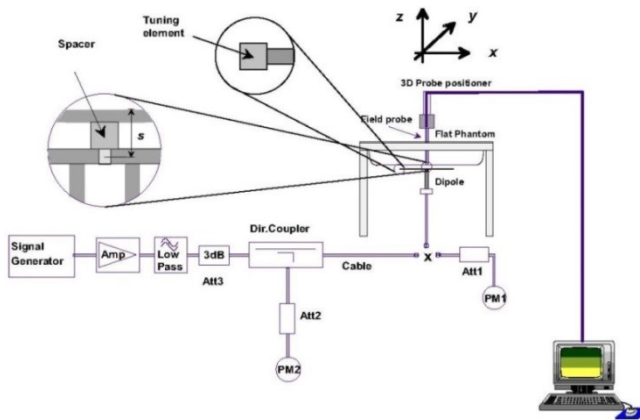 Tuning
element
Spacer
s
z
y
x
3D Probe positioner
Field probe
Flat Phantom
Dipole
Signal
Generator
Amp
Low
Pass
3dB
Att3
Dir.Coupler
Cable
x
Att1
PM1
Att2
PM2